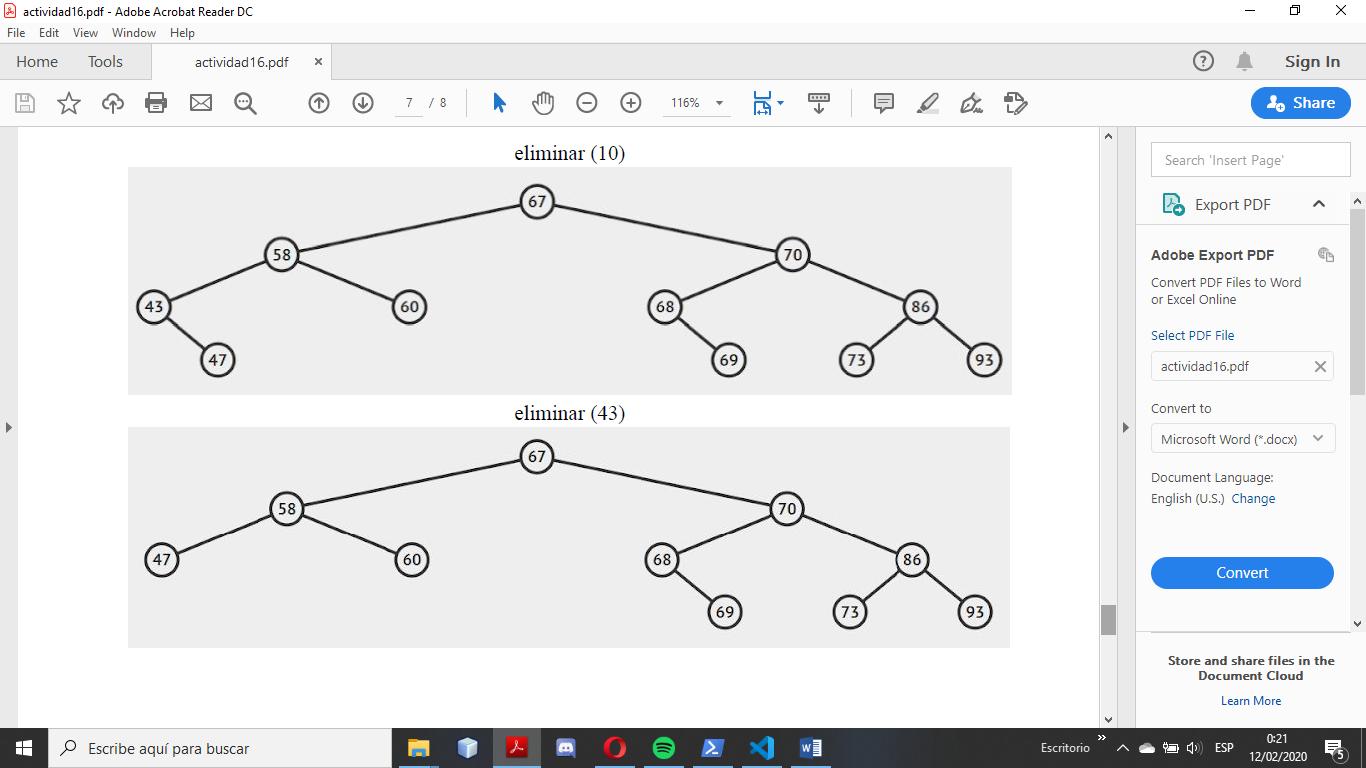 actividad16.pdf - Adobe Acrobat Reader DC
File Edit View Window Help
Home Tools actividad16.pdf × Sign In
7 / 8 116% Share
eliminar (10)
67
58 70
43 60 68 86
47 69 73 93
eliminar (43)
67
58 70
47 60 68 86
69 73 93
Search 'Insert Page'
Export PDF
Adobe Export PDF
Convert PDF Files to Word
or Excel Online
Select PDF File
actividad16.pdf
Convert to
Microsoft Word (*.docx)
Document Language:
English (U.S.) Change
Convert
Store and share files in the
Document Cloud
Learn More
Escribe aquí para buscar
Escritorio » ESP
0:21
12/02/2020
5